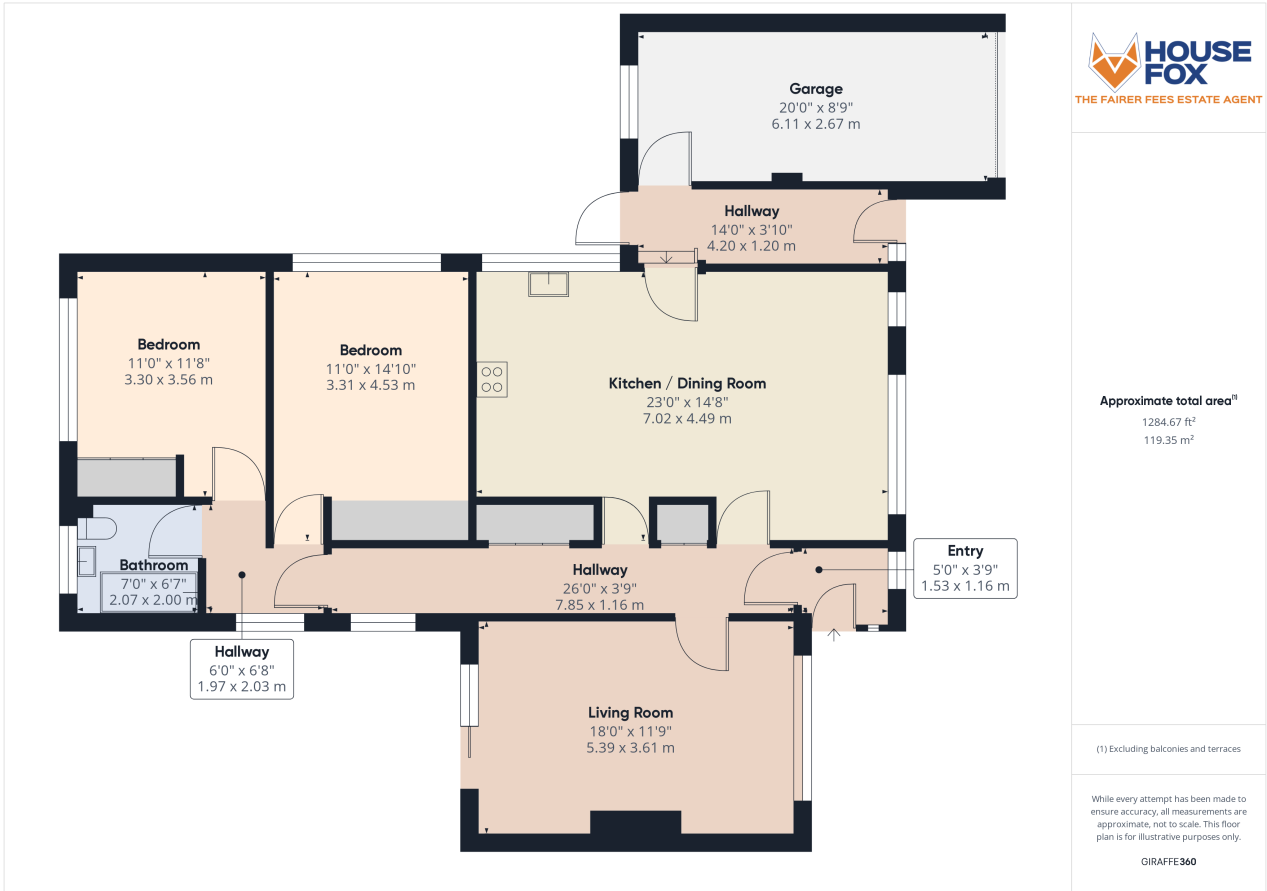 Garage
20'0" x 8'9"
6.11 x 2.67 m
Hallway
14'0" x 3'10"
4.20 x 1.20 m
Bedroom
11'0" x 11'8"
3.30 x 3.56 m
Bedroom
11'0" x 14'10"
3.31 x 4.53 m
Kitchen / Dining Room
23'0" x 14'8"
7.02 x 4.49 m
Bathroom
7'0" x 6'7"
2.07 x 2.00 m
Hallway
26'0" x 3'9"
7.85 x 1.16 m
Entry
5'0" x 3'9"
1.53 x 1.16 m
Hallway
6'0" x 6'8"
1.97 x 2.03 m
Living Room
18'0" x 11'9"
5.39 x 3.61 m
HOUSE
FOX
THE FAIRER FEES ESTATE AGENT
Approximate total area(1)
1284.67 ft²
119.35 m²
(1) Excluding balconies and terraces
While every attempt has been made to
ensure accuracy, all measurements are
approximate, not to scale. This floor
plan is for illustrative purposes only.
GIRAFFE360